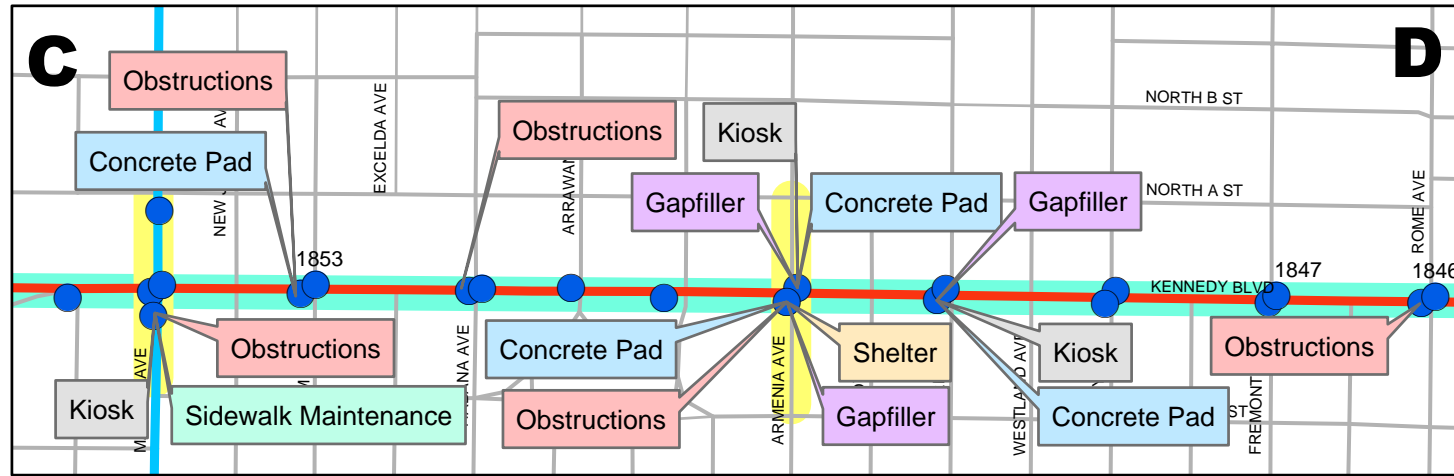 C
D
Obstructions
Concrete Pad
Obstructions
Kiosk
Gapfiller
Concrete Pad
Gapfiller
NORTH B ST
NORTH A ST
EXCELDA AVE
ROME AVE
1853
1847
1846
KENNEDY BLVD
Obstructions
Kiosk
Sidewalk Maintenance
Concrete Pad
Obstructions
Shelter
Gapfiller
Kiosk
Concrete Pad
Obstructions
ARMENIA AVE
WESTLAND AVE
FREMONT